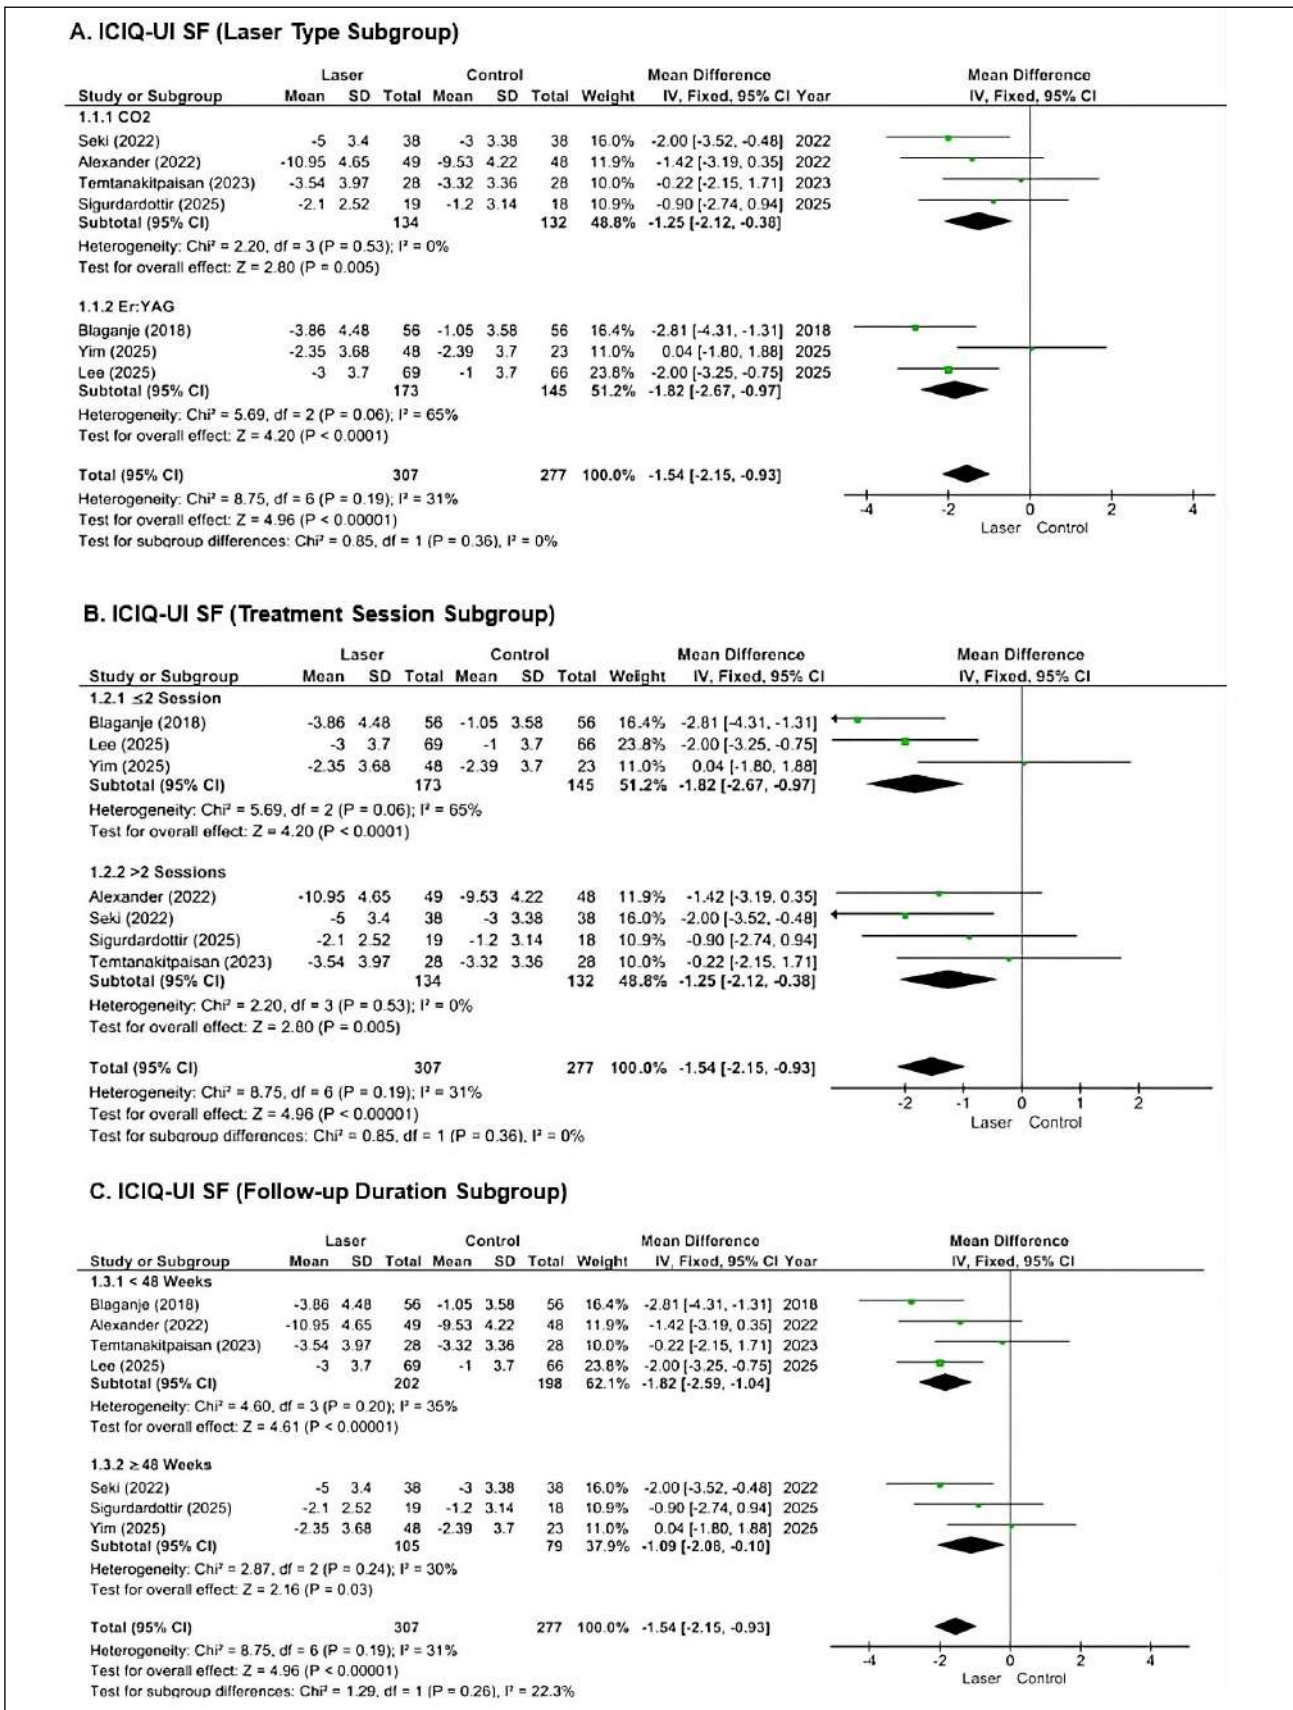 A. ICIQ-UI SF (Laser Type Subgroup)
Laser Control Mean Difference Mean Difference
Study or Subgroup Mean SD Total Mean SD Total Weight IV, Fixed, 95% CI Year IV, Fixed, 95% CI
1.1.1 CO2
Seki (2022) -5 3.4 38 -3 3.38 38 16.0% -2.00 [-3.52, -0.48] 2022
Alexander (2022) -10.95 4.65 49 -9.53 4.22 48 11.9% -1.42 [-3.19, 0.35] 2022
Temtanakitpaisan (2023) -3.54 3.97 28 -3.32 3.36 28 10.0% -0.22 [-2.15, 1.71] 2023
Sigurdardottir (2025) -2.1 2.52 19 -1.2 3.14 18 10.9% -0.90 [-2.74, 0.94] 2025
Subtotal (95% CI) 134 132 48.8% -1.25 [-2.12, -0.38]
Heterogeneity: Chi² = 2.20, df = 3 (P = 0.53); I² = 0%
Test for overall effect: Z = 2.80 (P = 0.005)
1.1.2 Er:YAG
Blaganje (2018) -3.86 4.48 56 -1.05 3.58 56 16.4% -2.81 [-4.31, -1.31] 2018
Yim (2025) -2.35 3.68 48 -2.39 3.7 23 11.0% 0.04 [-1.80, 1.88] 2025
Lee (2025) -3 3.7 69 -1 3.7 66 23.8% -2.00 [-3.25, -0.75] 2025
Subtotal (95% CI) 173 145 51.2% -1.82 [-2.67, -0.97]
Heterogeneity: Chi² = 5.69, df = 2 (P = 0.06); I² = 65%
Test for overall effect: Z = 4.20 (P < 0.0001)
Total (95% CI) 307 277 100.0% -1.54 [-2.15, -0.93]
Heterogeneity: Chi² = 8.75, df = 6 (P = 0.19); I² = 31%
Test for overall effect: Z = 4.96 (P < 0.00001)
Test for subgroup differences: Chi² = 0.85, df = 1 (P = 0.36), I² = 0%
-4 -2 0 2 4
Laser Control
B. ICIQ-UI SF (Treatment Session Subgroup)
Laser Control Mean Difference Mean Difference
Study or Subgroup Mean SD Total Mean SD Total Weight IV, Fixed, 95% CI IV, Fixed, 95% CI
1.2.1 ≤2 Session
Blaganje (2018) -3.86 4.48 56 -1.05 3.58 56 16.4% -2.81 [-4.31, -1.31]
Lee (2025) -3 3.7 69 -1 3.7 66 23.8% -2.00 [-3.25, -0.75]
Yim (2025) -2.35 3.68 48 -2.39 3.7 23 11.0% 0.04 [-1.80, 1.88]
Subtotal (95% CI) 173 145 51.2% -1.82 [-2.67, -0.97]
Heterogeneity: Chi² = 5.69, df = 2 (P = 0.06); I² = 65%
Test for overall effect: Z = 4.20 (P < 0.0001)
1.2.2 >2 Sessions
Alexander (2022) -10.95 4.65 49 -9.53 4.22 48 11.9% -1.42 [-3.19, 0.35]
Seki (2022) -5 3.4 38 -3 3.38 38 16.0% -2.00 [-3.52, -0.48]
Sigurdardottir (2025) -2.1 2.52 19 -1.2 3.14 18 10.9% -0.90 [-2.74, 0.94]
Temtanakitpaisan (2023) -3.54 3.97 28 -3.32 3.36 28 10.0% -0.22 [-2.15, 1.71]
Subtotal (95% CI) 134 132 48.8% -1.25 [-2.12, -0.38]
Heterogeneity: Chi² = 2.20, df = 3 (P = 0.53); I² = 0%
Test for overall effect: Z = 2.80 (P = 0.005)
Total (95% CI) 307 277 100.0% -1.54 [-2.15, -0.93]
Heterogeneity: Chi² = 8.75, df = 6 (P = 0.19); I² = 31%
Test for overall effect: Z = 4.96 (P < 0.00001)
Test for subgroup differences: Chi² = 0.85, df = 1 (P = 0.36), I² = 0%
-2 -1 0 1 2
Laser Control
C. ICIQ-UI SF (Follow-up Duration Subgroup)
Laser Control Mean Difference Mean Difference
Study or Subgroup Mean SD Total Mean SD Total Weight IV, Fixed, 95% CI Year IV, Fixed, 95% CI
1.3.1 < 48 Weeks
Blaganje (2018) -3.86 4.48 56 -1.05 3.58 56 16.4% -2.81 [-4.31, -1.31] 2018
Alexander (2022) -10.95 4.65 49 -9.53 4.22 48 11.9% -1.42 [-3.19, 0.35] 2022
Temtanakitpaisan (2023) -3.54 3.97 28 -3.32 3.36 28 10.0% -0.22 [-2.15, 1.71] 2023
Lee (2025) -3 3.7 69 -1 3.7 66 23.8% -2.00 [-3.25, -0.75] 2025
Subtotal (95% CI) 202 198 62.1% -1.82 [-2.59, -1.04]
Heterogeneity: Chi² = 4.60, df = 3 (P = 0.20); I² = 35%
Test for overall effect: Z = 4.61 (P < 0.00001)
1.3.2 ≥48 Weeks
Seki (2022) -5 3.4 38 -3 3.38 38 16.0% -2.00 [-3.52, -0.48] 2022
Sigurdardottir (2025) -2.1 2.52 19 -1.2 3.14 18 10.9% -0.90 [-2.74, 0.94] 2025
Yim (2025) -2.35 3.68 48 -2.39 3.7 23 11.0% 0.04 [-1.80, 1.88] 2025
Subtotal (95% CI) 105 79 37.9% -1.09 [-2.08, -0.10]
Heterogeneity: Chi² = 2.87, df = 2 (P = 0.24); I² = 30%
Test for overall effect: Z = 2.16 (P = 0.03)
Total (95% CI) 307 277 100.0% -1.54 [-2.15, -0.93]
Heterogeneity: Chi² = 8.75, df = 6 (P = 0.19); I² = 31%
Test for overall effect: Z = 4.96 (P < 0.00001)
Test for subgroup differences: Chi² = 1.29, df = 1 (P = 0.26), I² = 22.3%
-4 -2 0 2 4
Laser Control